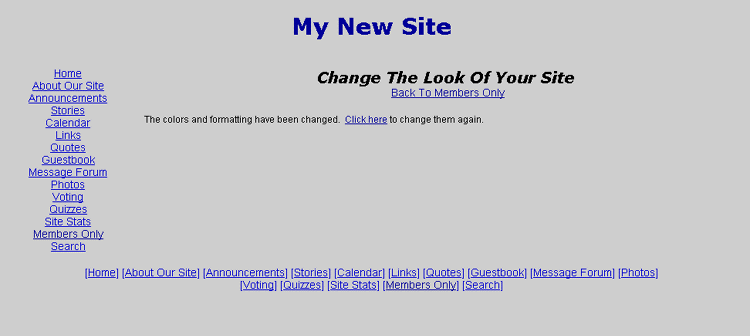 My New Site
Home
About Our Site
Announcements
Stories
Calendar
Links
Quotes
Guestbook
Message Forum
Photos
Voting
Quizzes
Site Stats
Members Only
Search
Change The Look Of Your Site
Back To Members Only
The colors and formatting have been changed. Click here to change them again.
[Home] [About Our Site] [Announcements] [Stories] [Calendar] [Links] [Quotes] [Guestbook] [Message Forum] [Photos]
[Voting] [Quizzes] [Site Stats] [Members Only] [Search]